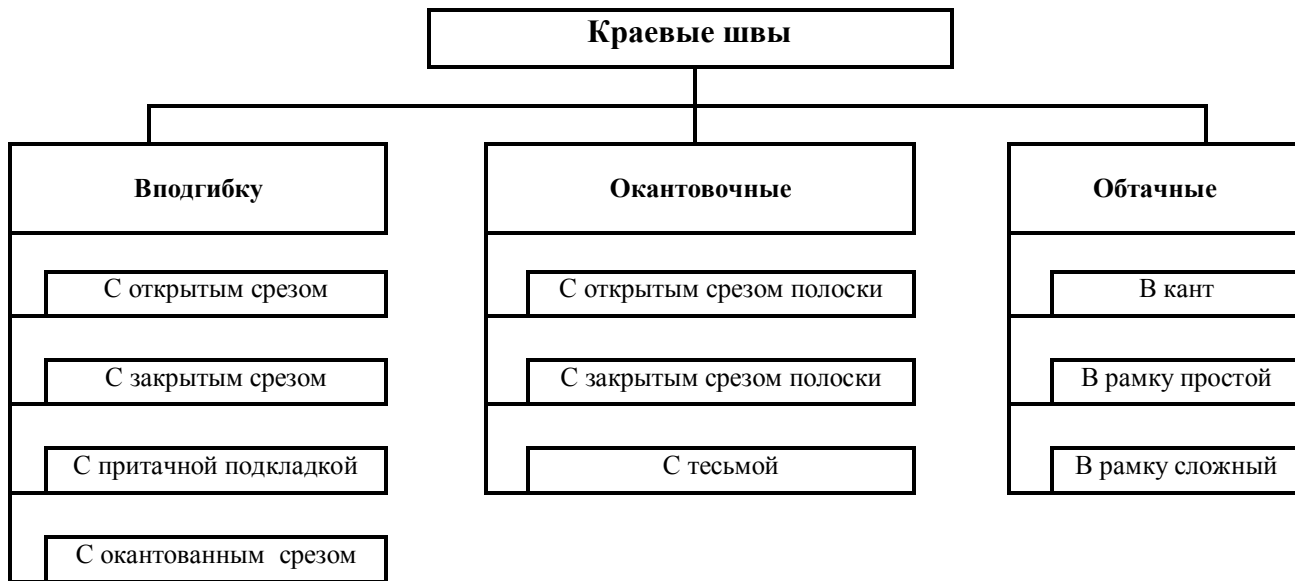 Краевые швы
Вподгибку
С открытым срезом
С закрытым срезом
С притачной подкладкой
С окантованным срезом
Окантовочные
С открытым срезом полоски
С закрытым срезом полоски
С тесьмой
Обтачные
В кант
В рамку простой
В рамку сложный